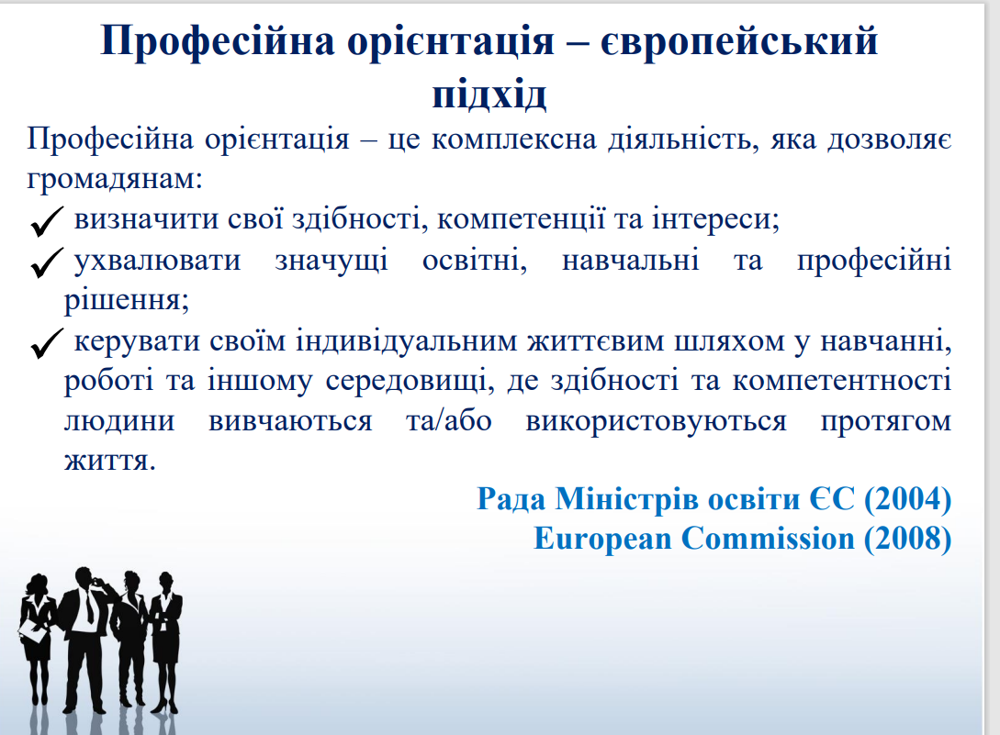 Професійна орієнтація – європейський
підхід
Професійна орієнтація – це комплексна діяльність, яка дозволяє
громадянам:
✓ визначити свої здібності, компетенції та інтереси;
✓ ухвалювати значущі освітні, навчальні та професійні
рішення;
✓ керувати своїм індивідуальним життєвим шляхом у навчанні,
роботі та іншому середовищі, де здібності та компетентності
людини вивчаються та/або використовуються протягом
життя.
Рада Міністрів освіти ЄС (2004)
European Commission (2008)